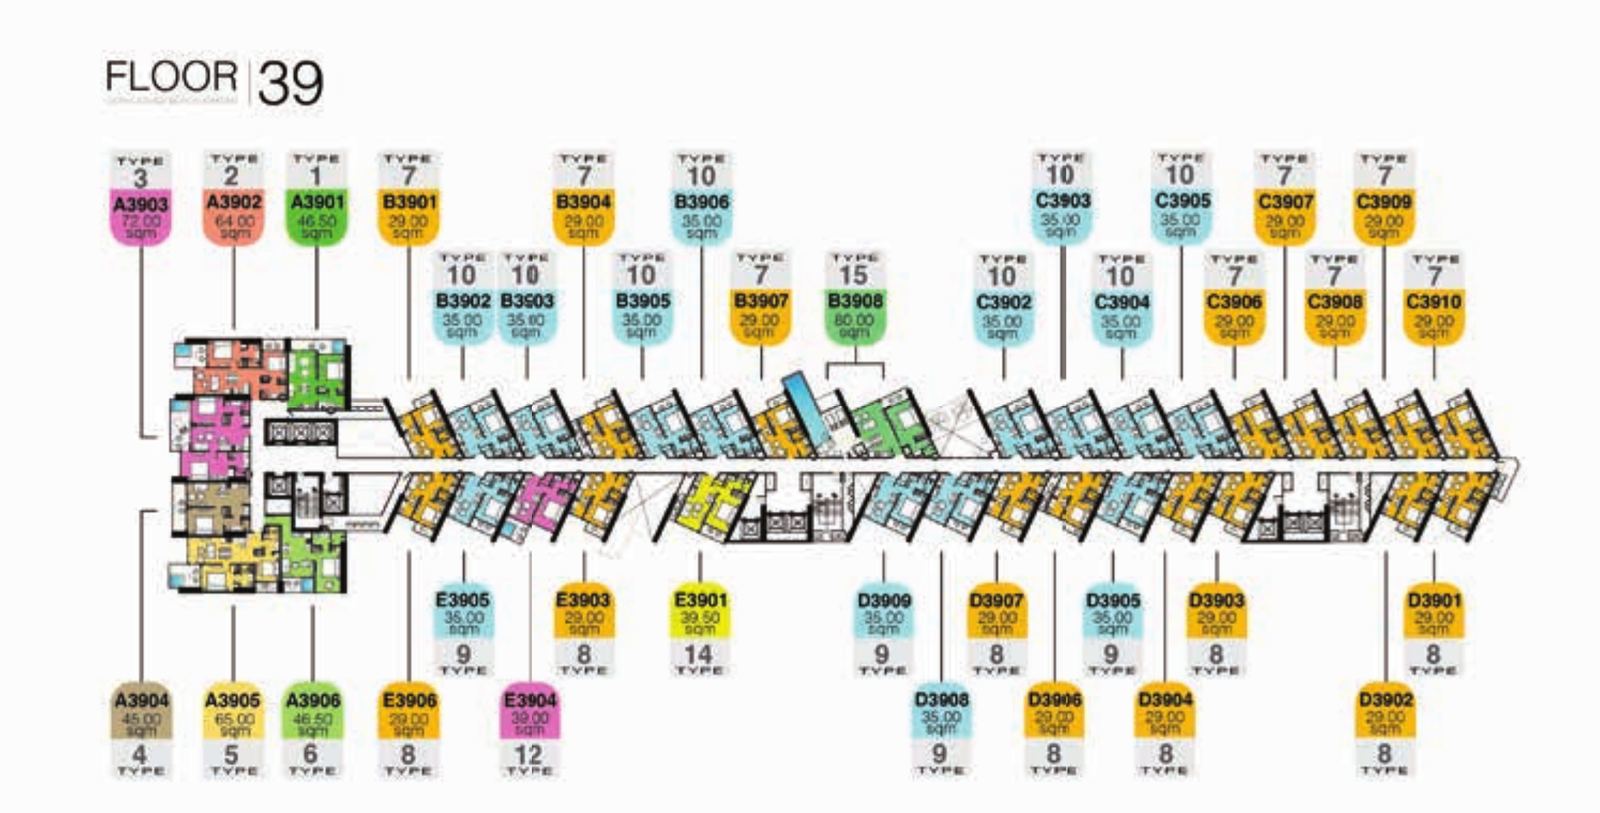 FLOOR 39
TYPE
3
A3903
72.00
sqm
TYPE
2
A3902
64.00
sqm
TYPE
1
A3901
46.50
sqm
TYPE
7
B3901
29.00
sqm
TYPE
7
B3904
29.00
sqm
TYPE
10
B3906
35.00
sqm
TYPE
10
C3903
35.00
sqm
TYPE
10
C3905
35.00
sqm
TYPE
7
C3907
29.00
sqm
TYPE
7
C3909
29.00
sqm
TYPE
10
B3902
35.00
sqm
TYPE
10
B3903
35.00
sqm
TYPE
10
B3905
35.00
sqm
TYPE
7
B3907
29.00
sqm
TYPE
15
B3908
60.00
sqm
TYPE
10
C3902
35.00
sqm
TYPE
10
C3904
35.00
sqm
TYPE
7
C3906
29.00
sqm
TYPE
7
C3908
29.00
sqm
TYPE
7
C3910
29.00
sqm
E3905
35.00
sqm
9
TYPE
E3903
29.00
sqm
8
TYPE
E3901
39.50
sqm
14
TYPE
D3909
35.00
sqm
9
TYPE
D3907
29.00
sqm
8
TYPE
D3905
35.00
sqm
9
TYPE
D3903
29.00
sqm
8
TYPE
D3901
29.00
sqm
8
TYPE
A3904
45.00
sqm
4
TYPE
A3905
65.00
sqm
5
TYPE
A3906
46.50
sqm
6
TYPE
E3906
29.00
sqm
8
TYPE
E3904
39.00
sqm
12
TYPE
D3908
35.00
sqm
9
TYPE
D3906
29.00
sqm
8
TYPE
D3904
29.00
sqm
8
TYPE
D3902
29.00
sqm
8
TYPE